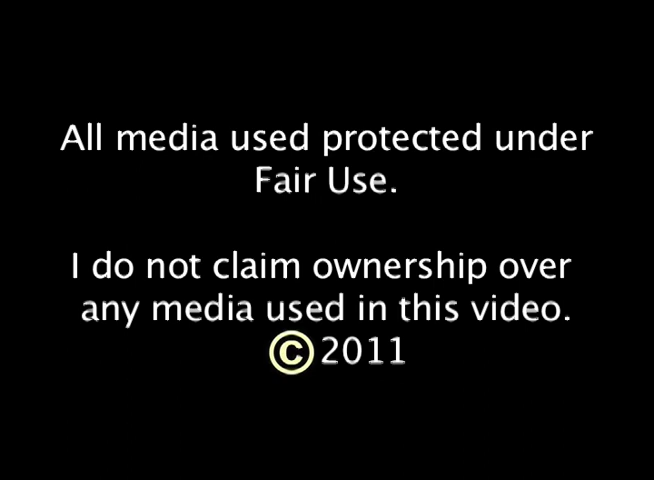 All media used protected under
Fair Use.
I do not claim ownership over
any media used in this video.
©2011